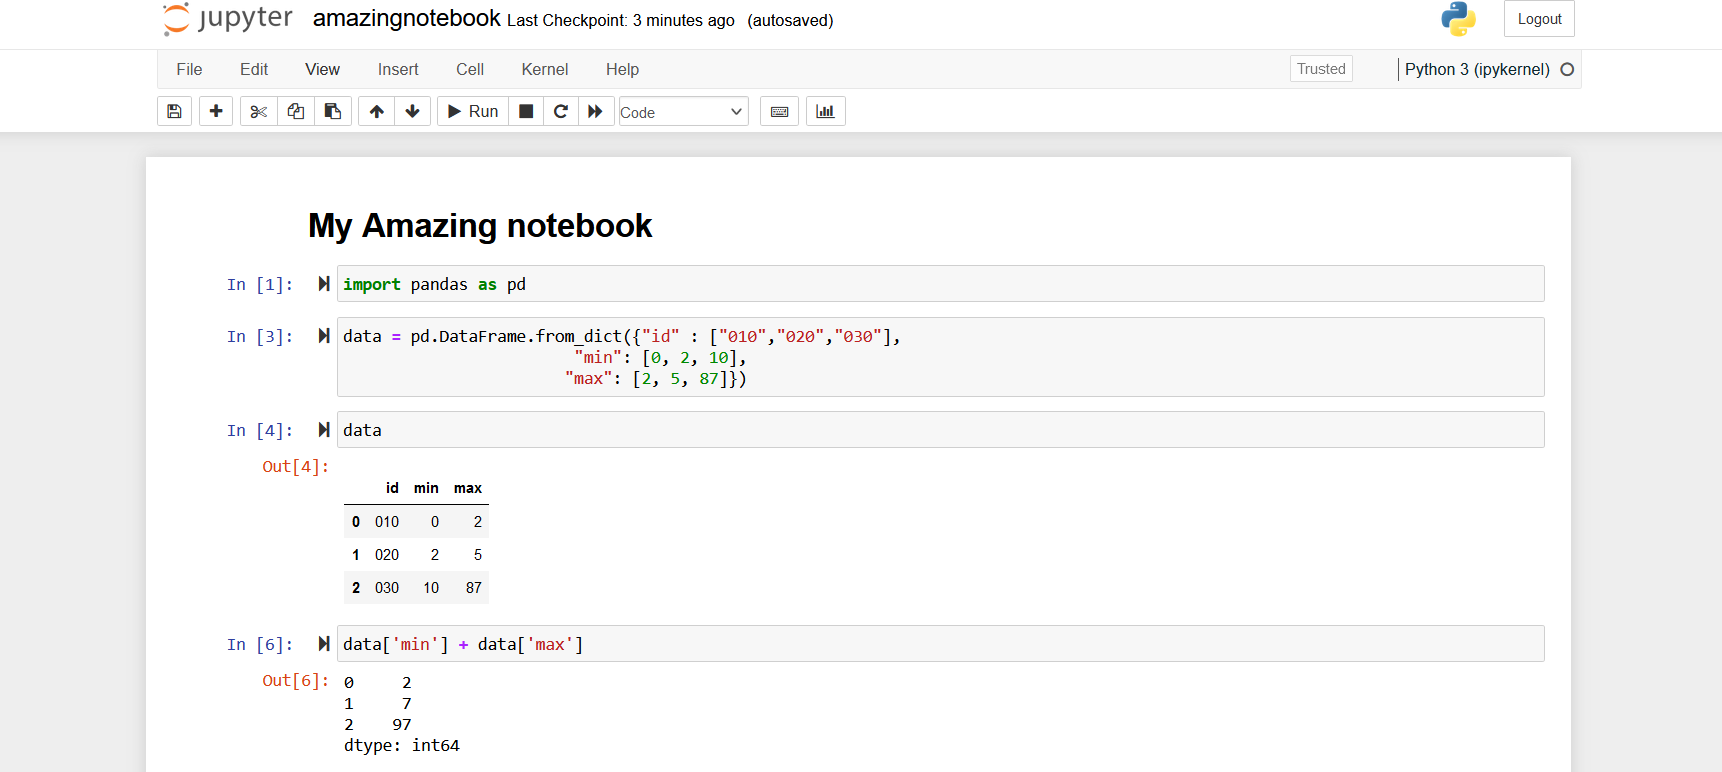 jupyter amazingnotebook Last Checkpoint: 3 minutes ago (autosaved) Logout
File Edit View Insert Cell Kernel Help Trusted Python 3 (ipykernel)
Run Code
My Amazing notebook
In [1]: import pandas as pd
In [3]: data = pd.DataFrame.from_dict({"id" : ["010","020","030"],
"min": [0, 2, 10],
"max": [2, 5, 87]})
In [4]: data
Out[4]:
id min max
0 010 0 2
1 020 2 5
2 030 10 87
In [6]: data['min'] + data['max']
Out[6]: 0 2
1 7
2 97
dtype: int64